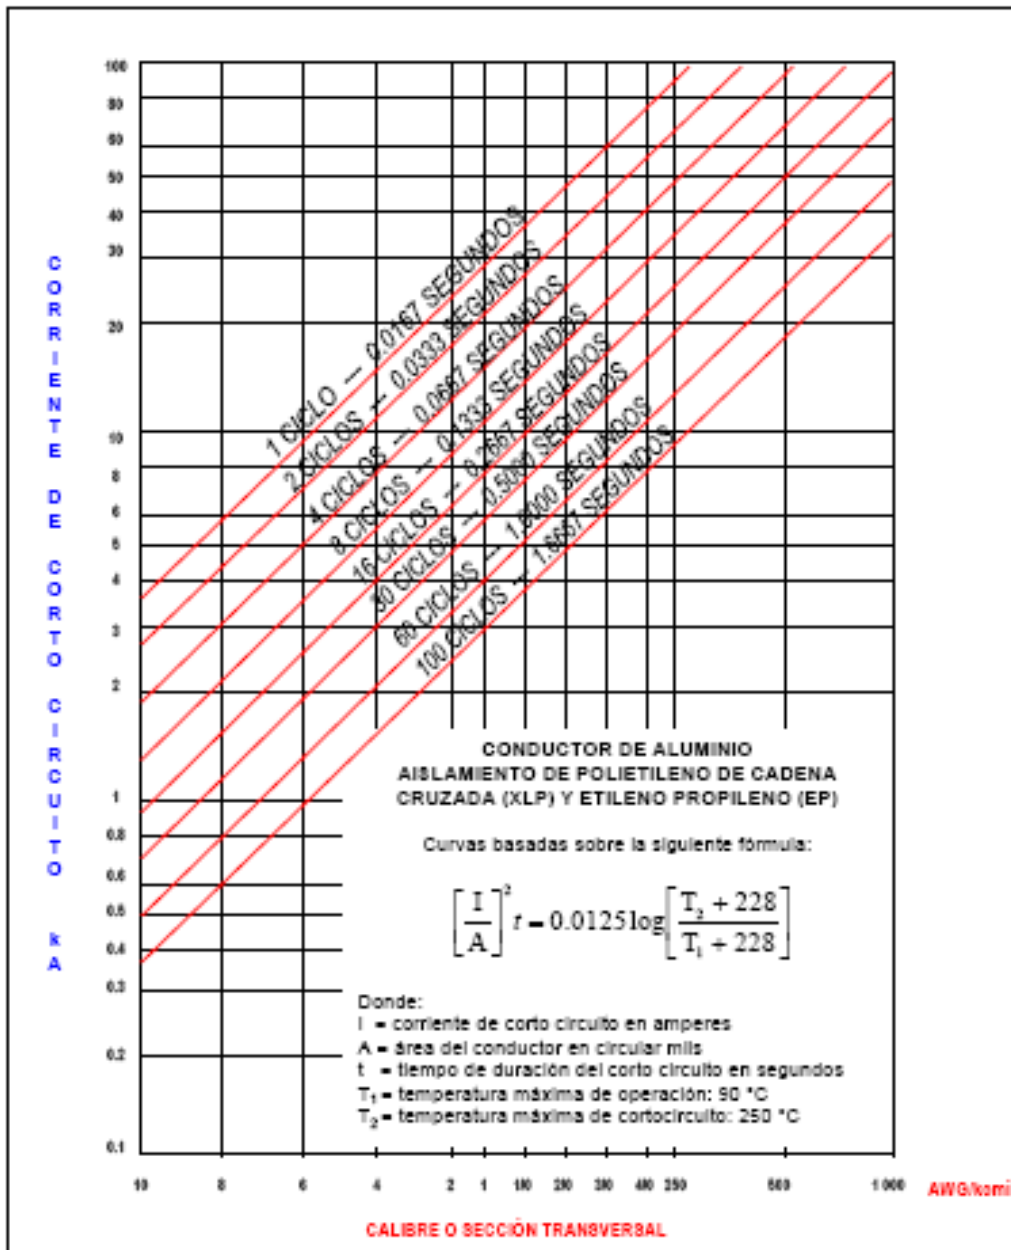 100
80
60
50
40
30
20
10
8
6
5
4
3
2
1
0.8
0.6
0.5
0.4
0.3
0.2
0.1
CORRIENTE DE CORTO CIRCUITO kA
1 CICLO --- 0.0167 SEGUNDOS
2 CICLOS --- 0.0333 SEGUNDOS
4 CICLOS --- 0.0667 SEGUNDOS
8 CICLOS --- 0.1333 SEGUNDOS
16 CICLOS --- 0.2667 SEGUNDOS
30 CICLOS --- 0.5000 SEGUNDOS
60 CICLOS --- 1.0000 SEGUNDOS
100 CICLOS --- 1.6667 SEGUNDOS
CONDUCTOR DE ALUMINIO
AISLAMIENTO DE POLIETILENO DE CADENA
CRUZADA (XLP) Y ETILENO PROPILENO (EP)
Curvas basadas sobre la siguiente fórmula:
[I/A]² t = 0.0125 log [T₂ + 228 / T₁ + 228]
Donde:
I = corriente de corto circuito en amperes
A = área del conductor en circular mils
t = tiempo de duración del corto circuito en segundos
T₁ = temperatura máxima de operación: 90 °C
T₂ = temperatura máxima de cortocircuito: 250 °C
10 8 6 4 2 1 1/0 2/0 3/0 4/0 250 500 1 000 AWG/kcmil
CALIBRE O SECCIÓN TRANSVERSAL